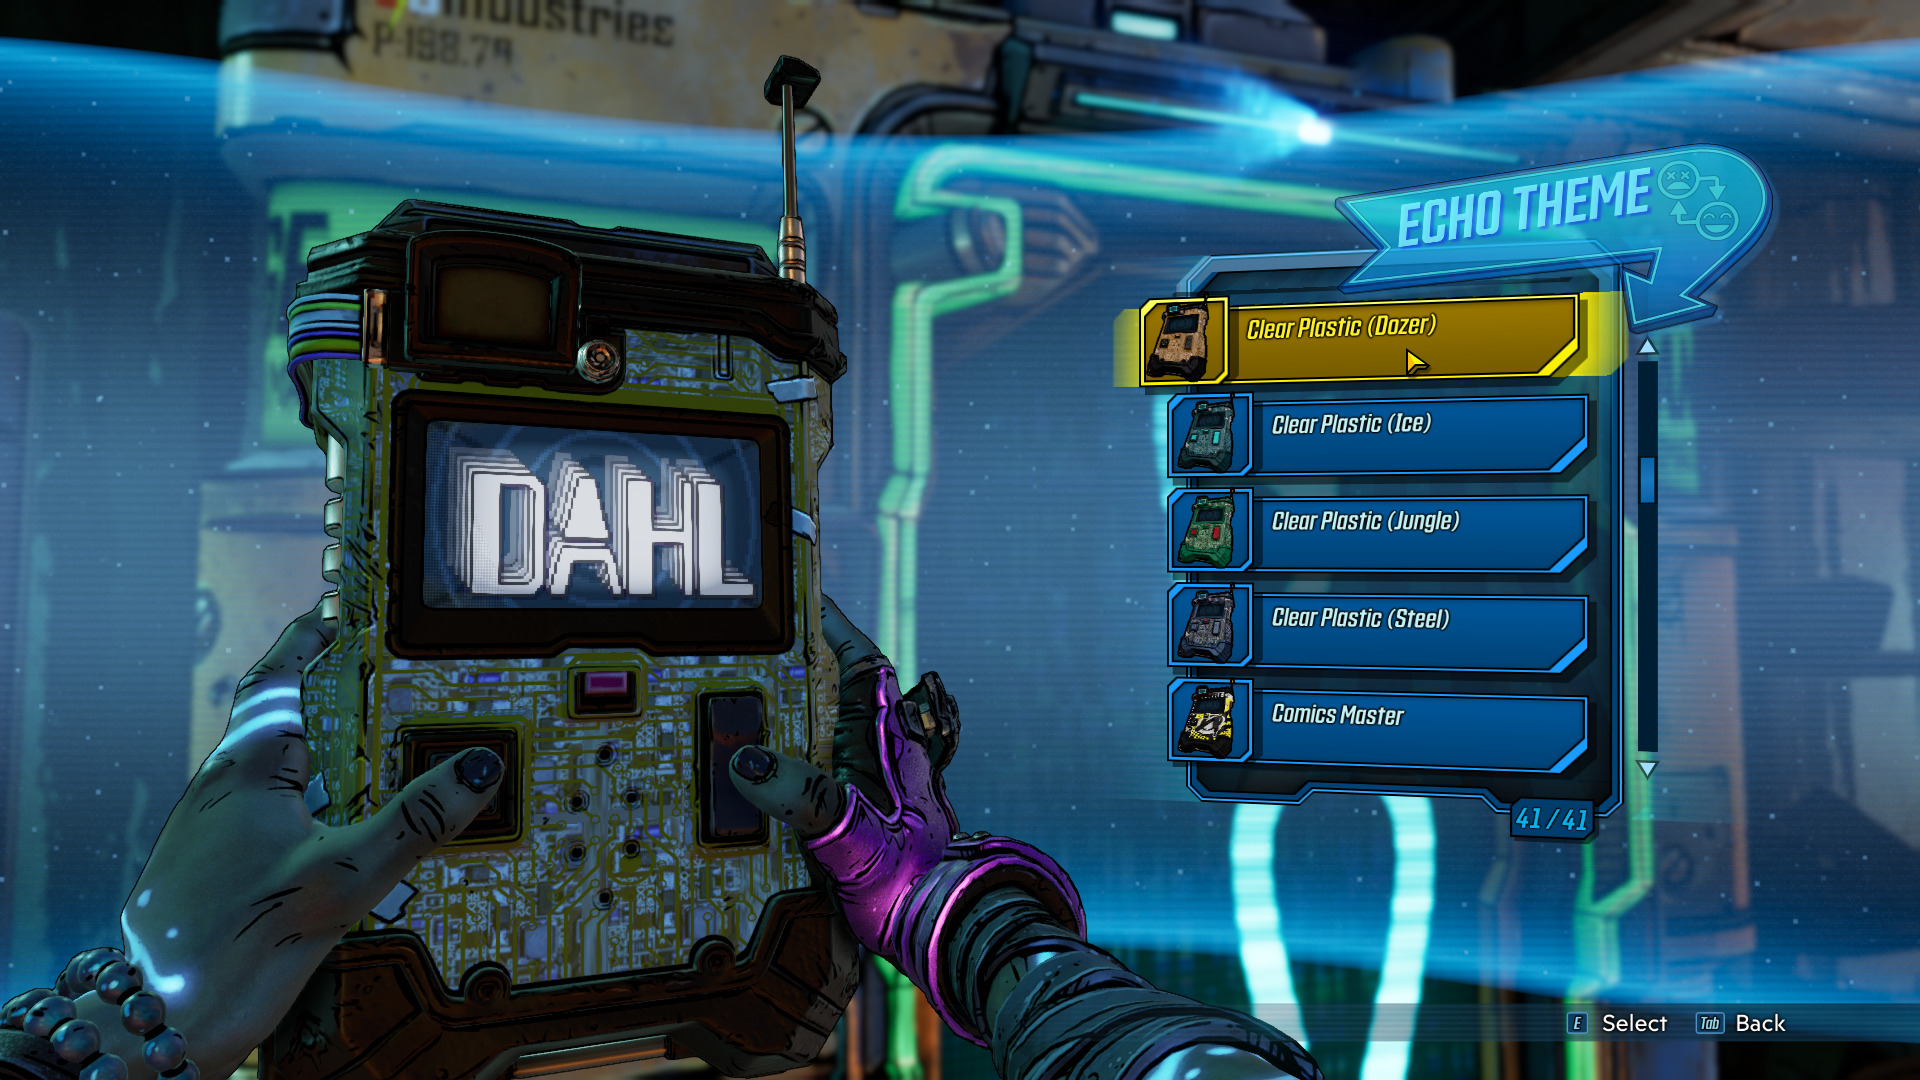 Industries
P-198.79
ECHO THEME
Clear Plastic (Dozer)
Clear Plastic (Ice)
Clear Plastic (Jungle)
Clear Plastic (Steel)
Comics Master
41/41
DAHL
E Select Tab Back